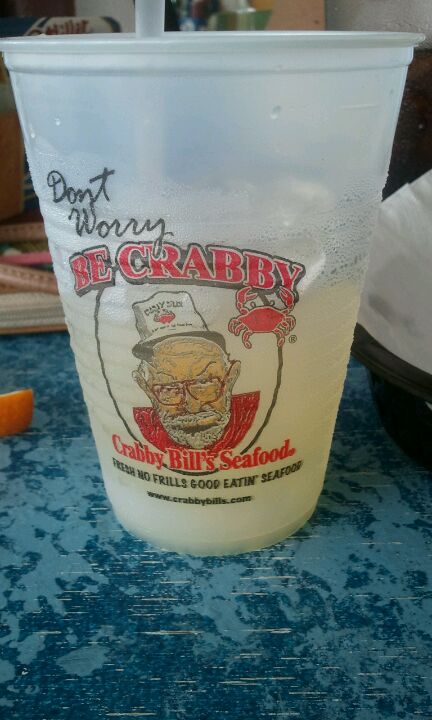 Don't
Worry
BE CRABBY
®
Crabby Bill's Seafood®
FRESH NO FRILLS GOOD EATIN' SEAFOOD
www.crabbybills.com